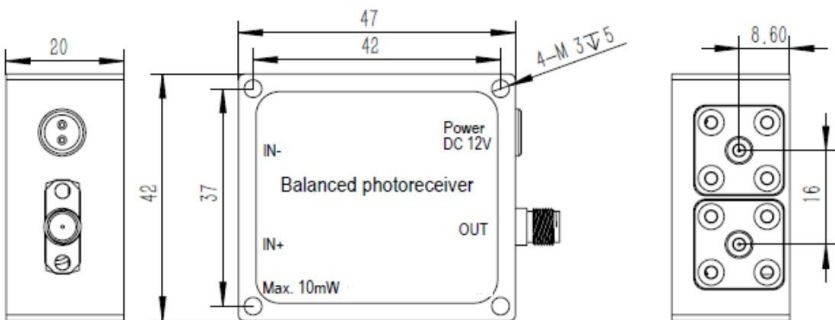 47
20
42
4-M 3↧5
8.60
Power
DC 12V
IN-
42
37
Balanced photoreceiver
16
OUT
IN+
Max. 10mW